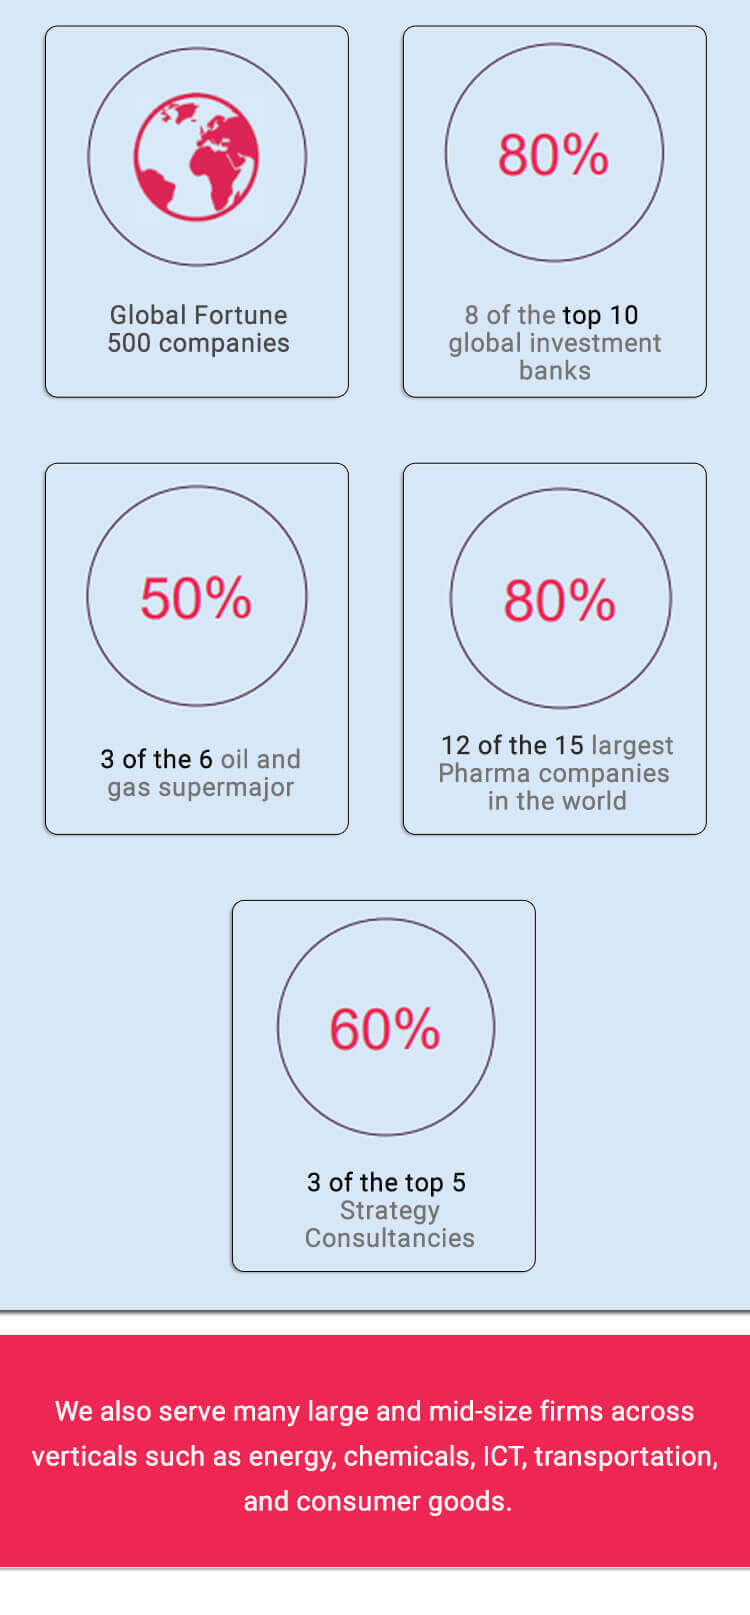 Global Fortune
500 companies
80%
8 of the top 10
global investment
banks
50%
3 of the 6 oil and
gas supermajor
80%
12 of the 15 largest
Pharma companies
in the world
60%
3 of the top 5
Strategy
Consultancies
We also serve many large and mid-size firms across
verticals such as energy, chemicals, ICT, transportation,
and consumer goods.